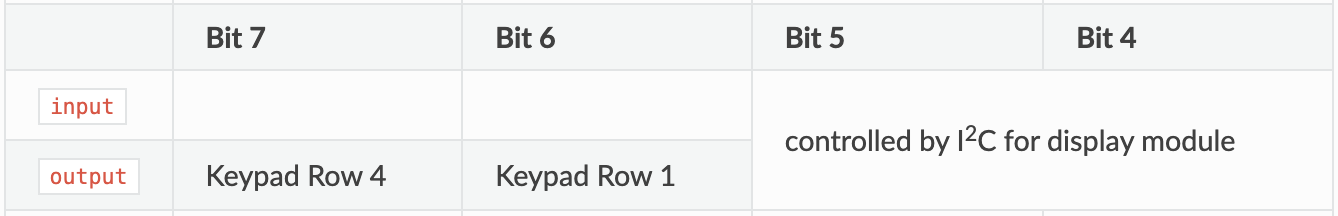 Bit 7 Bit 6 Bit 5 Bit 4
input
controlled by I²C for display module
output Keypad Row 4 Keypad Row 1